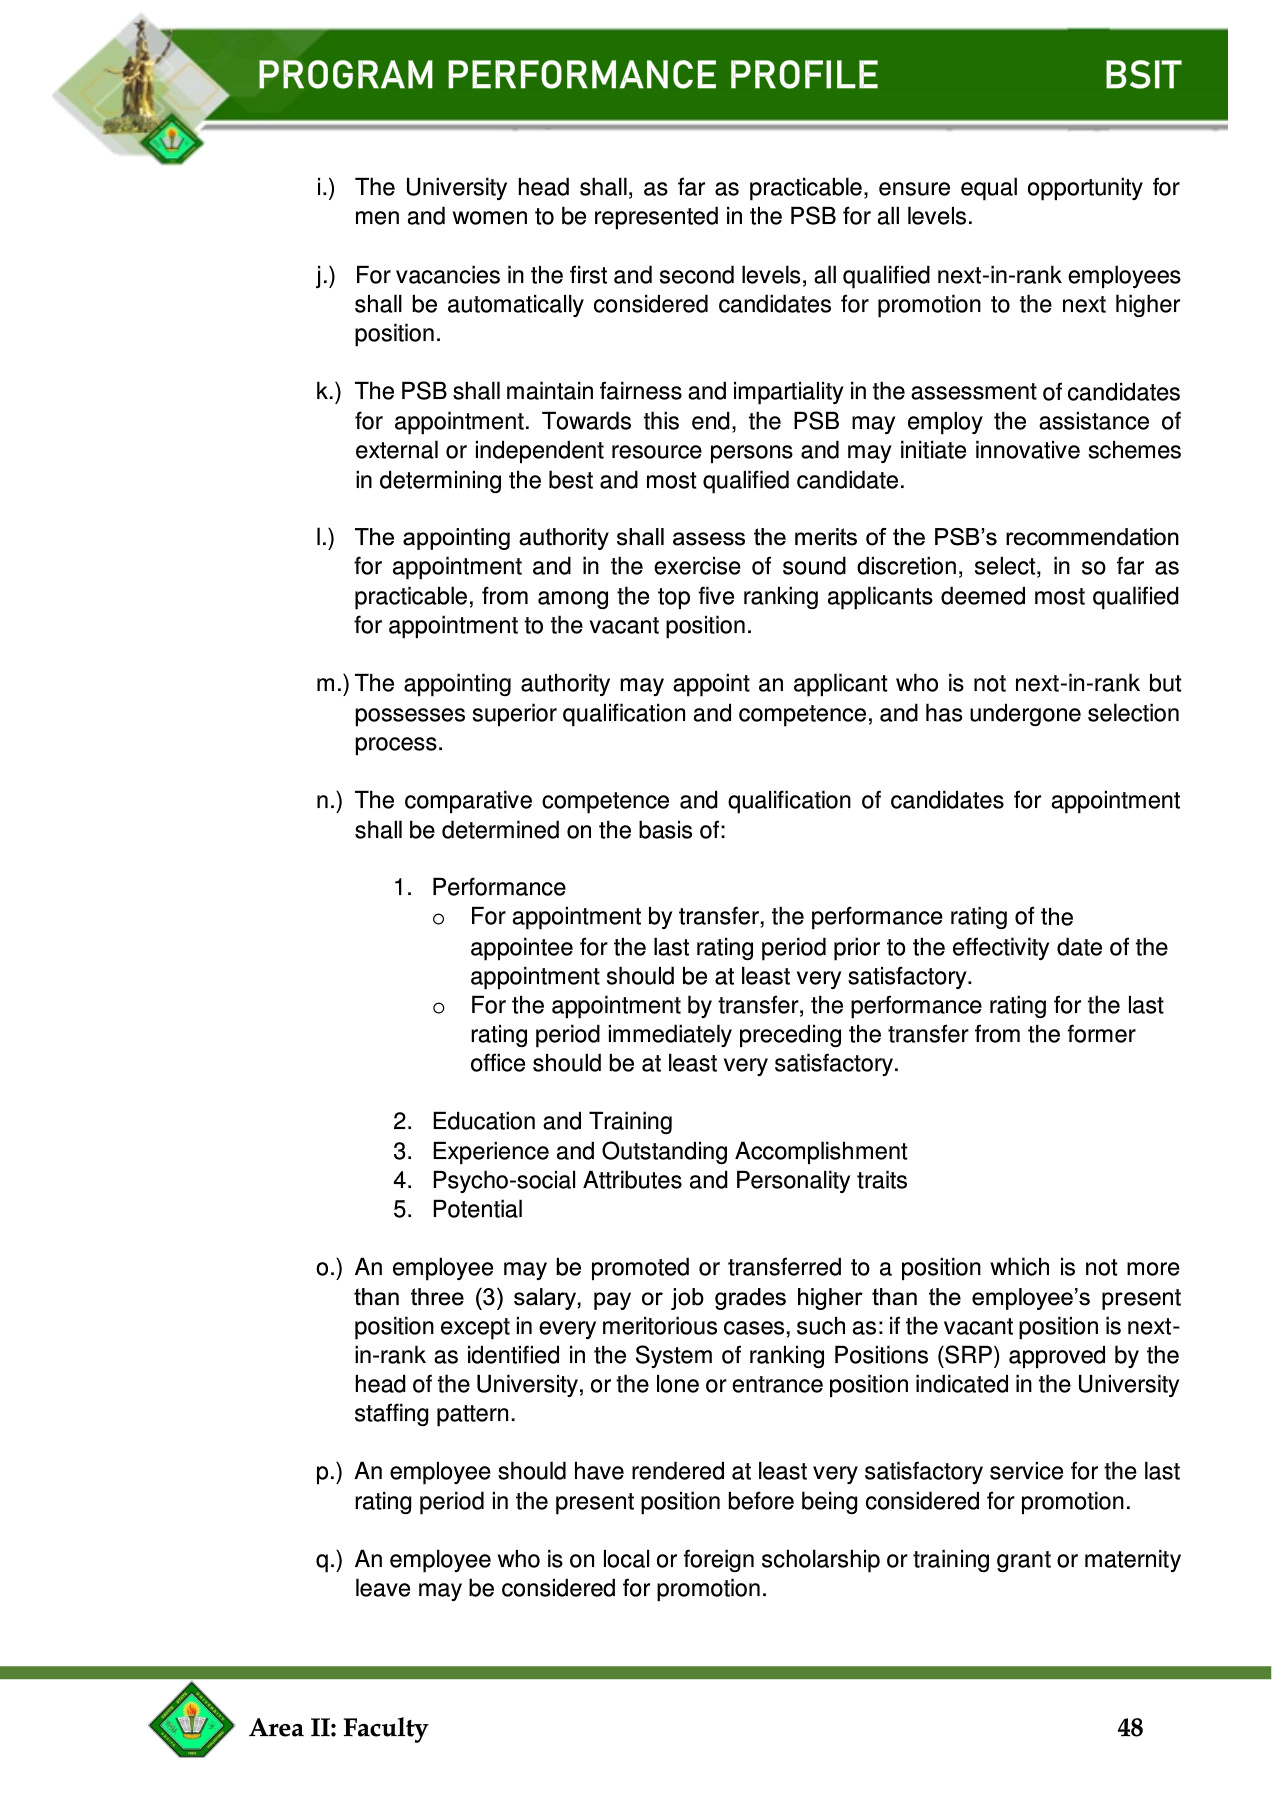 PROGRAM PERFORMANCE PROFILE BSIT
i.) The University head shall, as far as practicable, ensure equal opportunity for
men and women to be represented in the PSB for all levels.
j.) For vacancies in the first and second levels, all qualified next-in-rank employees
shall be automatically considered candidates for promotion to the next higher
position.
k.) The PSB shall maintain fairness and impartiality in the assessment of candidates
for appointment. Towards this end, the PSB may employ the assistance of
external or independent resource persons and may initiate innovative schemes
in determining the best and most qualified candidate.
l.) The appointing authority shall assess the merits of the PSB’s recommendation
for appointment and in the exercise of sound discretion, select, in so far as
practicable, from among the top five ranking applicants deemed most qualified
for appointment to the vacant position.
m.) The appointing authority may appoint an applicant who is not next-in-rank but
possesses superior qualification and competence, and has undergone selection
process.
n.) The comparative competence and qualification of candidates for appointment
shall be determined on the basis of:
1. Performance
o For appointment by transfer, the performance rating of the
appointee for the last rating period prior to the effectivity date of the
appointment should be at least very satisfactory.
o For the appointment by transfer, the performance rating for the last
rating period immediately preceding the transfer from the former
office should be at least very satisfactory.
2. Education and Training
3. Experience and Outstanding Accomplishment
4. Psycho-social Attributes and Personality traits
5. Potential
o.) An employee may be promoted or transferred to a position which is not more
than three (3) salary, pay or job grades higher than the employee’s present
position except in every meritorious cases, such as: if the vacant position is next-
in-rank as identified in the System of ranking Positions (SRP) approved by the
head of the University, or the lone or entrance position indicated in the University
staffing pattern.
p.) An employee should have rendered at least very satisfactory service for the last
rating period in the present position before being considered for promotion.
q.) An employee who is on local or foreign scholarship or training grant or maternity
leave may be considered for promotion.
Area II: Faculty 48